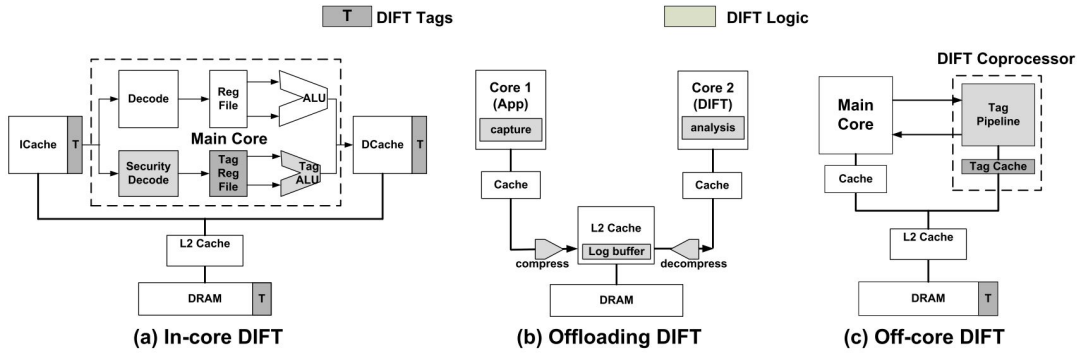 T DIFT Tags
DIFT Logic
DIFT Coprocessor
Decode
Reg
File
ALU
Main Core
ICache
T
DCache
T
Security
Decode
Tag
Reg
File
Tag
ALU
L2 Cache
DRAM
T
(a) In-core DIFT
Core 1
(App)
capture
Core 2
(DIFT)
analysis
Cache
Cache
L2 Cache
Log buffer
compress
decompress
DRAM
(b) Offloading DIFT
Main
Core
Tag
Pipeline
Tag Cache
Cache
L2 Cache
DRAM
T
(c) Off-core DIFT